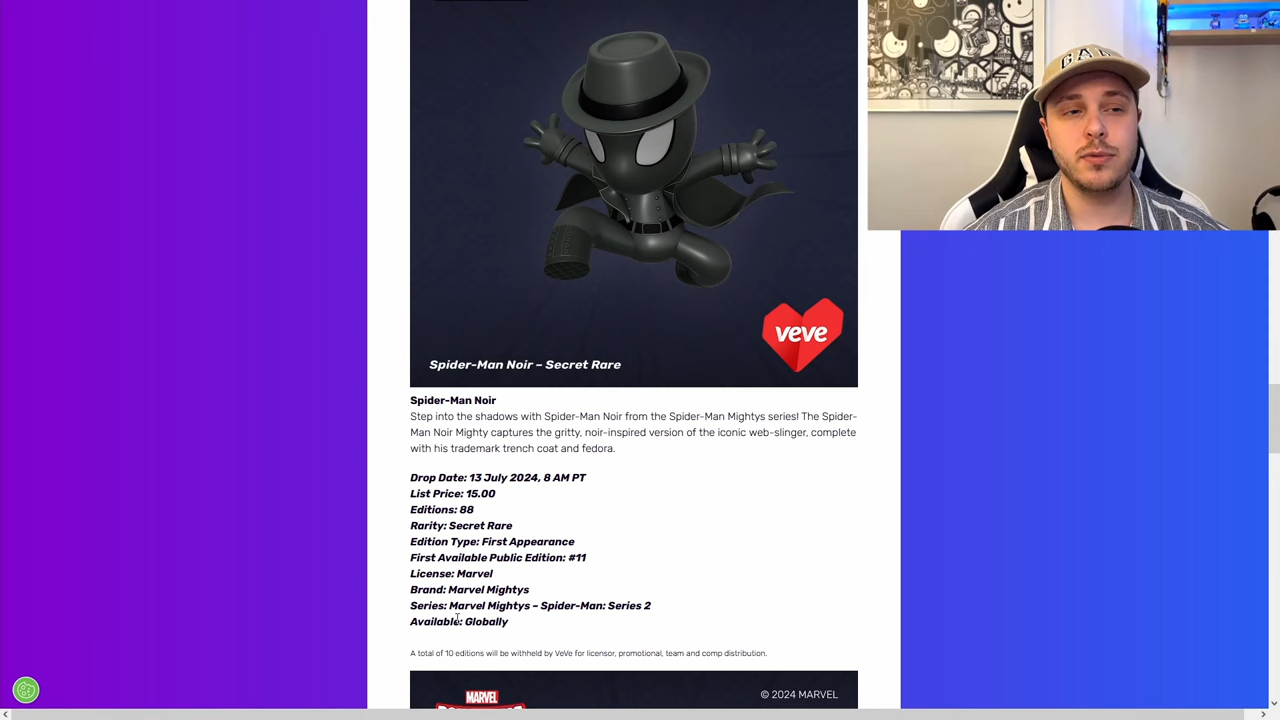 GAP
veve
Spider-Man Noir – Secret Rare
Spider-Man Noir
Step into the shadows with Spider-Man Noir from the Spider-Man Mightys series! The Spider-
Man Noir Mighty captures the gritty, noir-inspired version of the iconic web-slinger, complete
with his trademark trench coat and fedora.
Drop Date: 13 July 2024, 8 AM PT
List Price: 15.00
Editions: 88
Rarity: Secret Rare
Edition Type: First Appearance
First Available Public Edition: #11
License: Marvel
Brand: Marvel Mightys
Series: Marvel Mightys – Spider-Man: Series 2
Available: Globally
A total of 10 editions will be withheld by VeVe for licensor, promotional, team and comp distribution.
MARVEL
© 2024 MARVEL